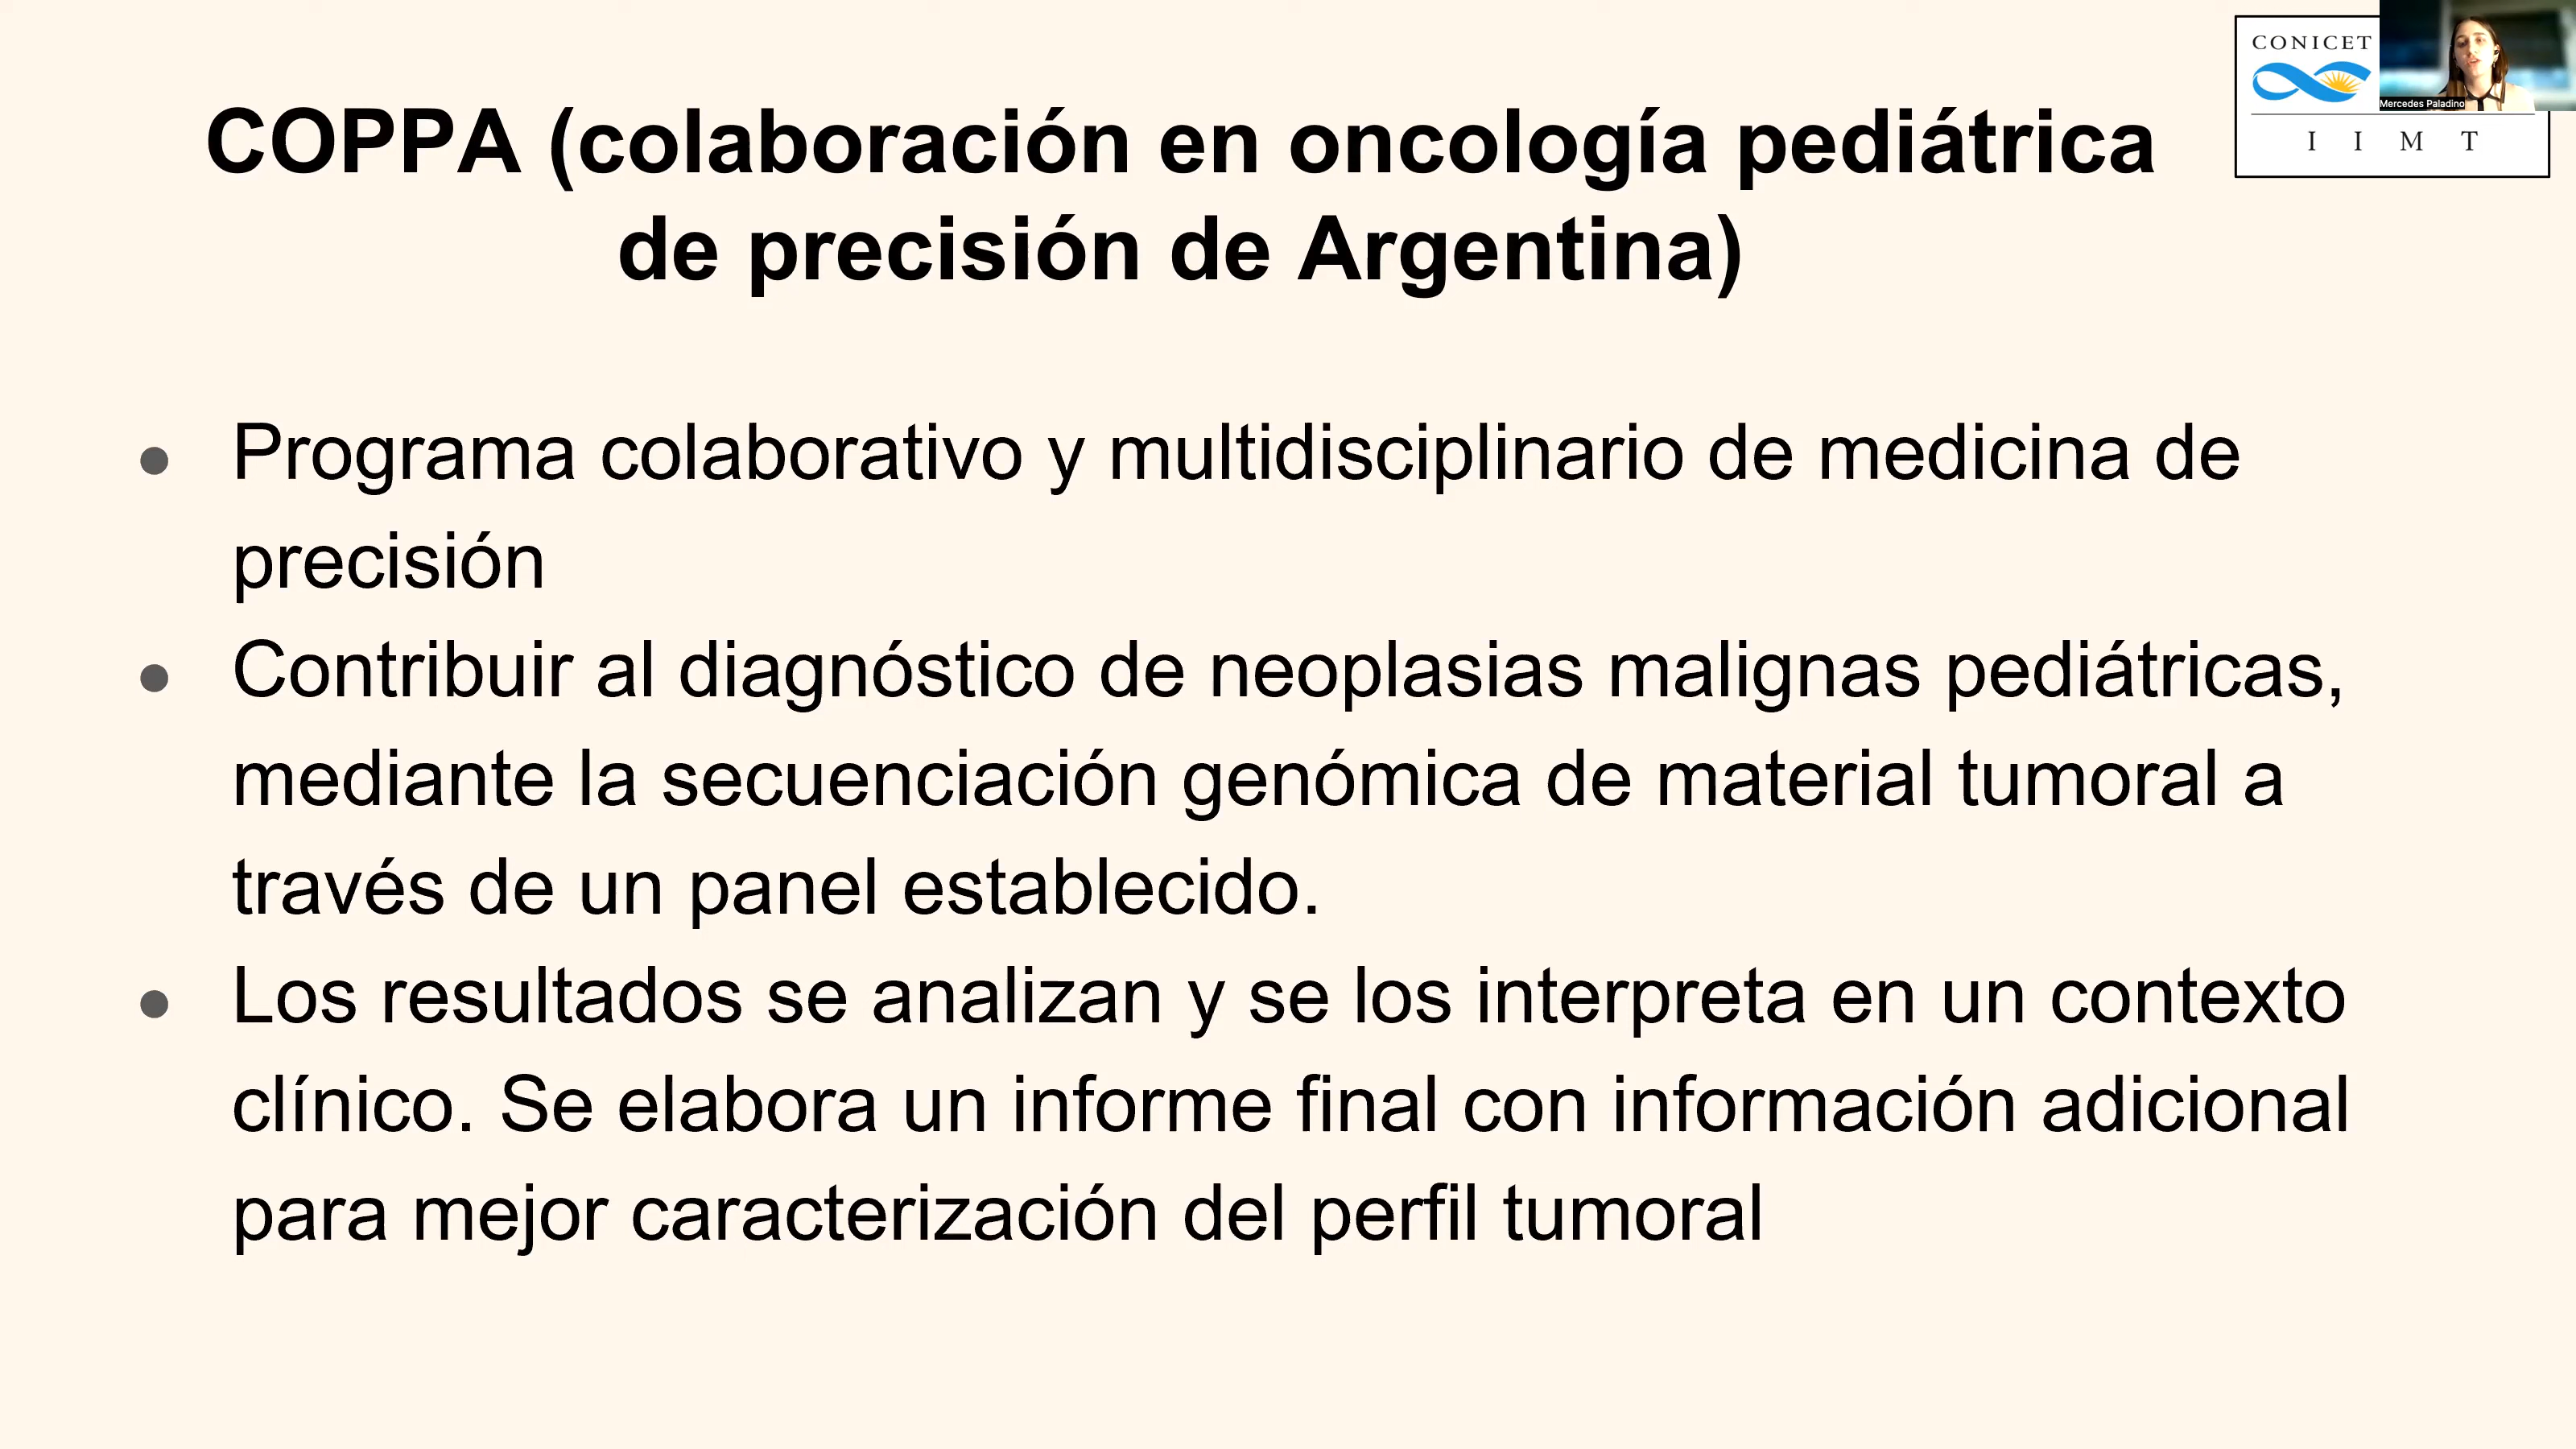 CONICET
Mercedes Paladino
I I M T
COPPA (colaboración en oncología pediátrica
de precisión de Argentina)
● Programa colaborativo y multidisciplinario de medicina de
precisión
● Contribuir al diagnóstico de neoplasias malignas pediátricas,
mediante la secuenciación genómica de material tumoral a
través de un panel establecido.
● Los resultados se analizan y se los interpreta en un contexto
clínico. Se elabora un informe final con información adicional
para mejor caracterización del perfil tumoral